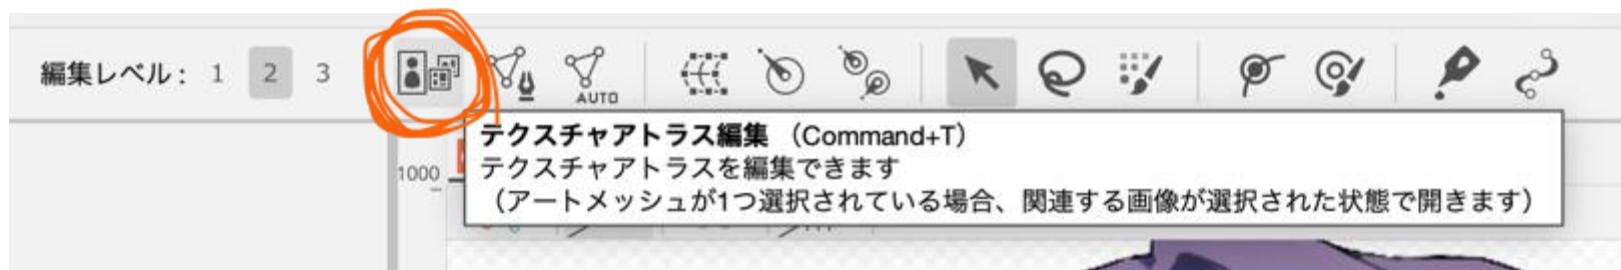 編集レベル： 1 2 3
AUTO
テクスチャアトラス編集 （Command+T）
1000
テクスチャアトラスを編集できます
（アートメッシュが1つ選択されている場合、関連する画像が選択された状態で開きます）